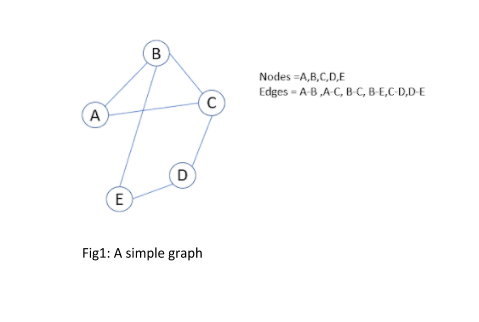 B
Nodes =A,B,C,D,E
Edges = A-B ,A-C, B-C, B-E,C-D,D-E
C
A
D
E
Fig1: A simple graph